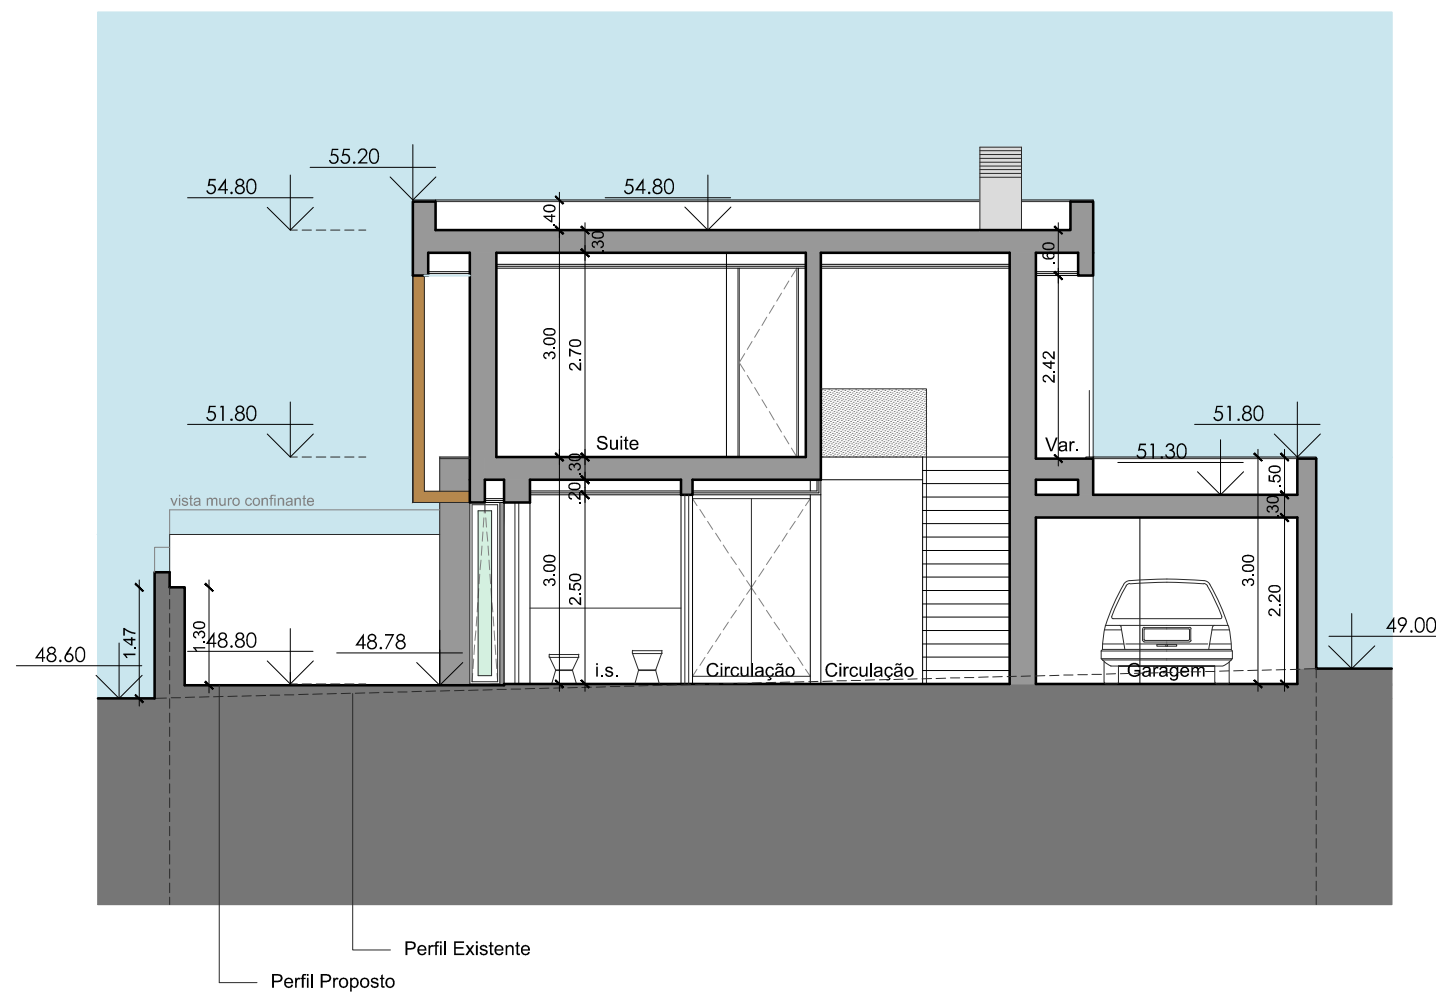 55.20
54.80
54.80
.40
.30
.60
3.00
2.70
2.42
51.80
51.80
Suite
Var.
51.30
.30
.50
.20
.30
vista muro confinante
3.00
2.50
3.00
2.20
1.47
1.30
48.60
48.80
48.78
49.00
i.s.
Circulação
Circulação
Garagem
Perfil Existente
Perfil Proposto